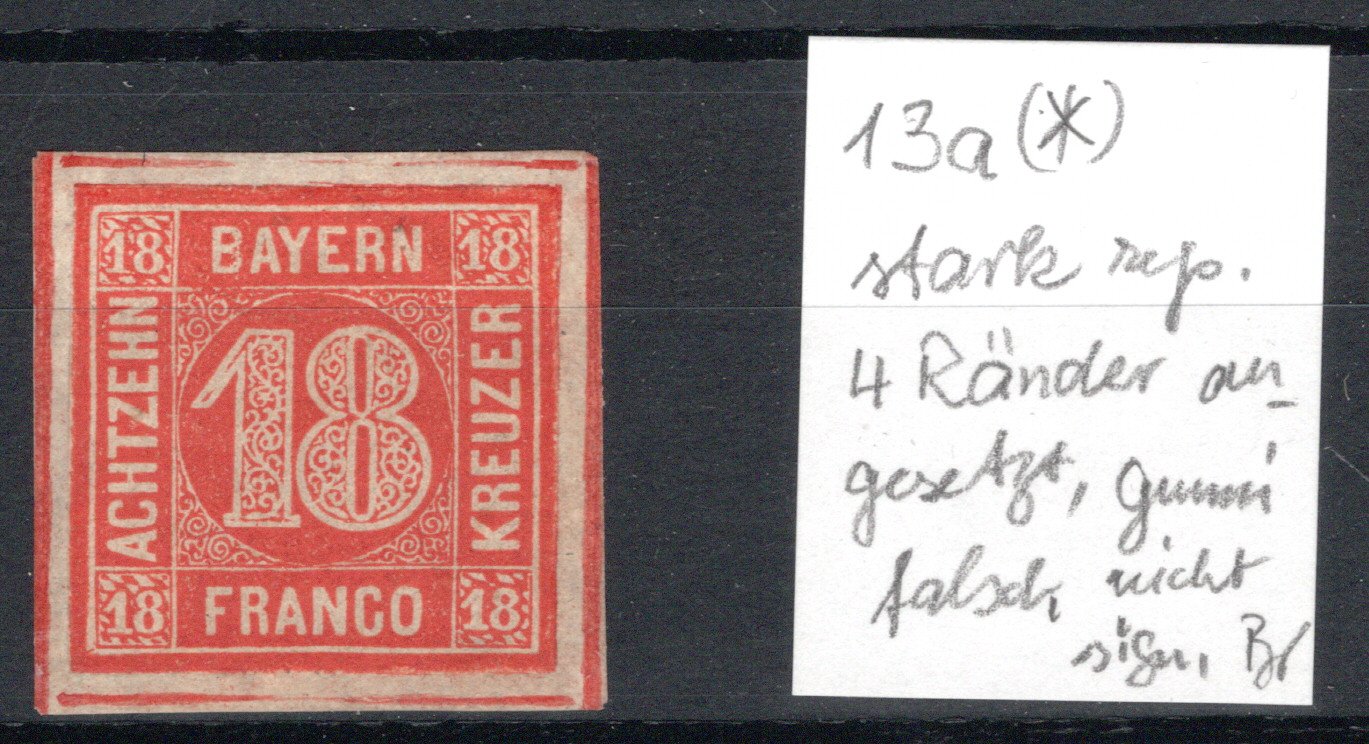 18 BAYERN 18
ACHTZEHN
18
KREUZER
18 FRANCO 18
13a (*)
stark rep.
4 Ränder an-
gesetzt, Gummi
falsch, nicht
sign.